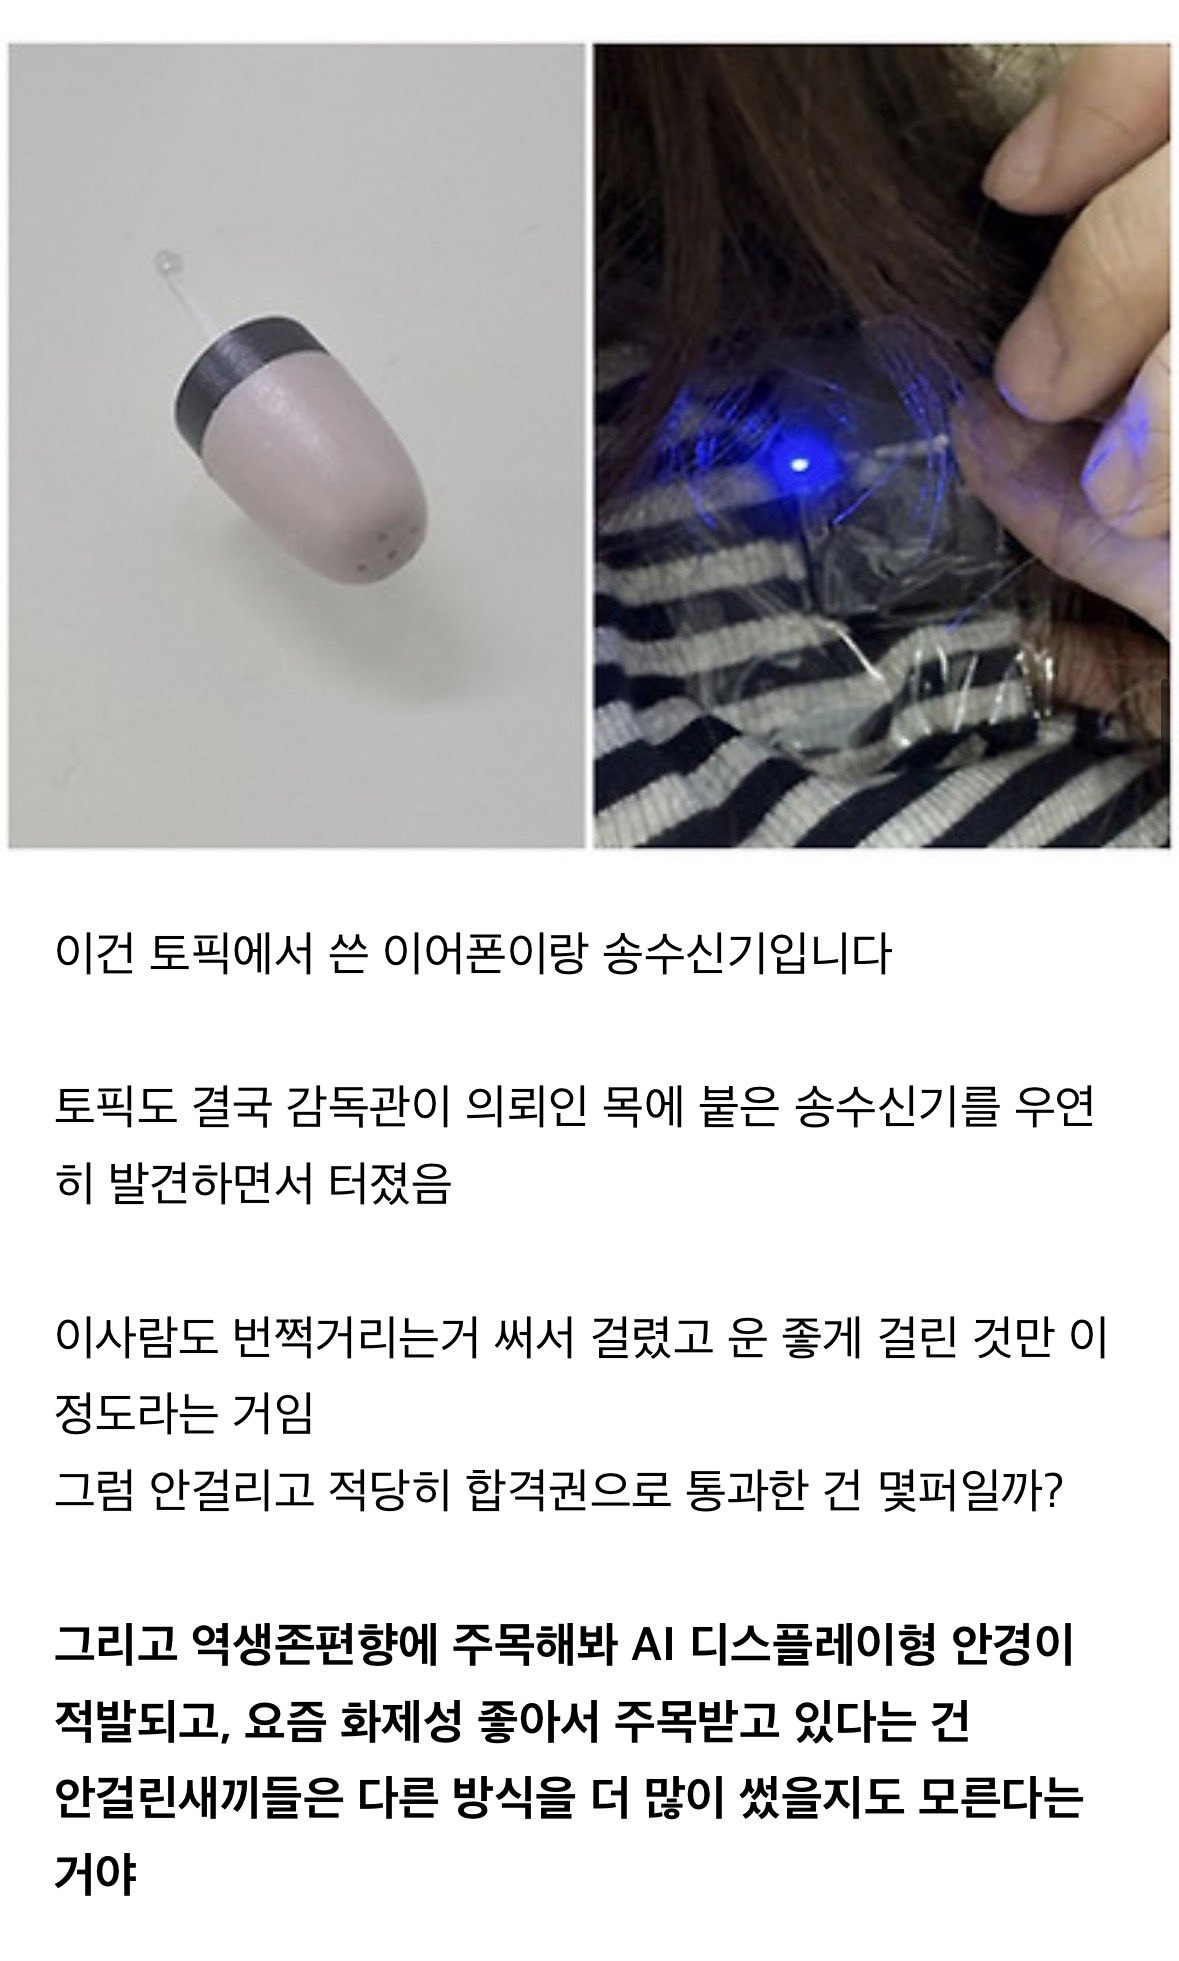 이건 토픽에서 쓴 이어폰이랑 송수신기입니다
토픽도 결국 감독관이 의뢰인 목에 붙은 송수신기를 우연
히 발견하면서 터졌음
이사람도 번쩍거리는거 써서 걸렸고 운 좋게 걸린 것만 이
정도라는 거임
그럼 안걸리고 적당히 합격권으로 통과한 건 몇퍼일까?
그리고 역생존편향에 주목해봐 AI 디스플레이형 안경이
적발되고, 요즘 화제성 좋아서 주목받고 있다는 건
안걸린새끼들은 다른 방식을 더 많이 썼을지도 모른다는
거야